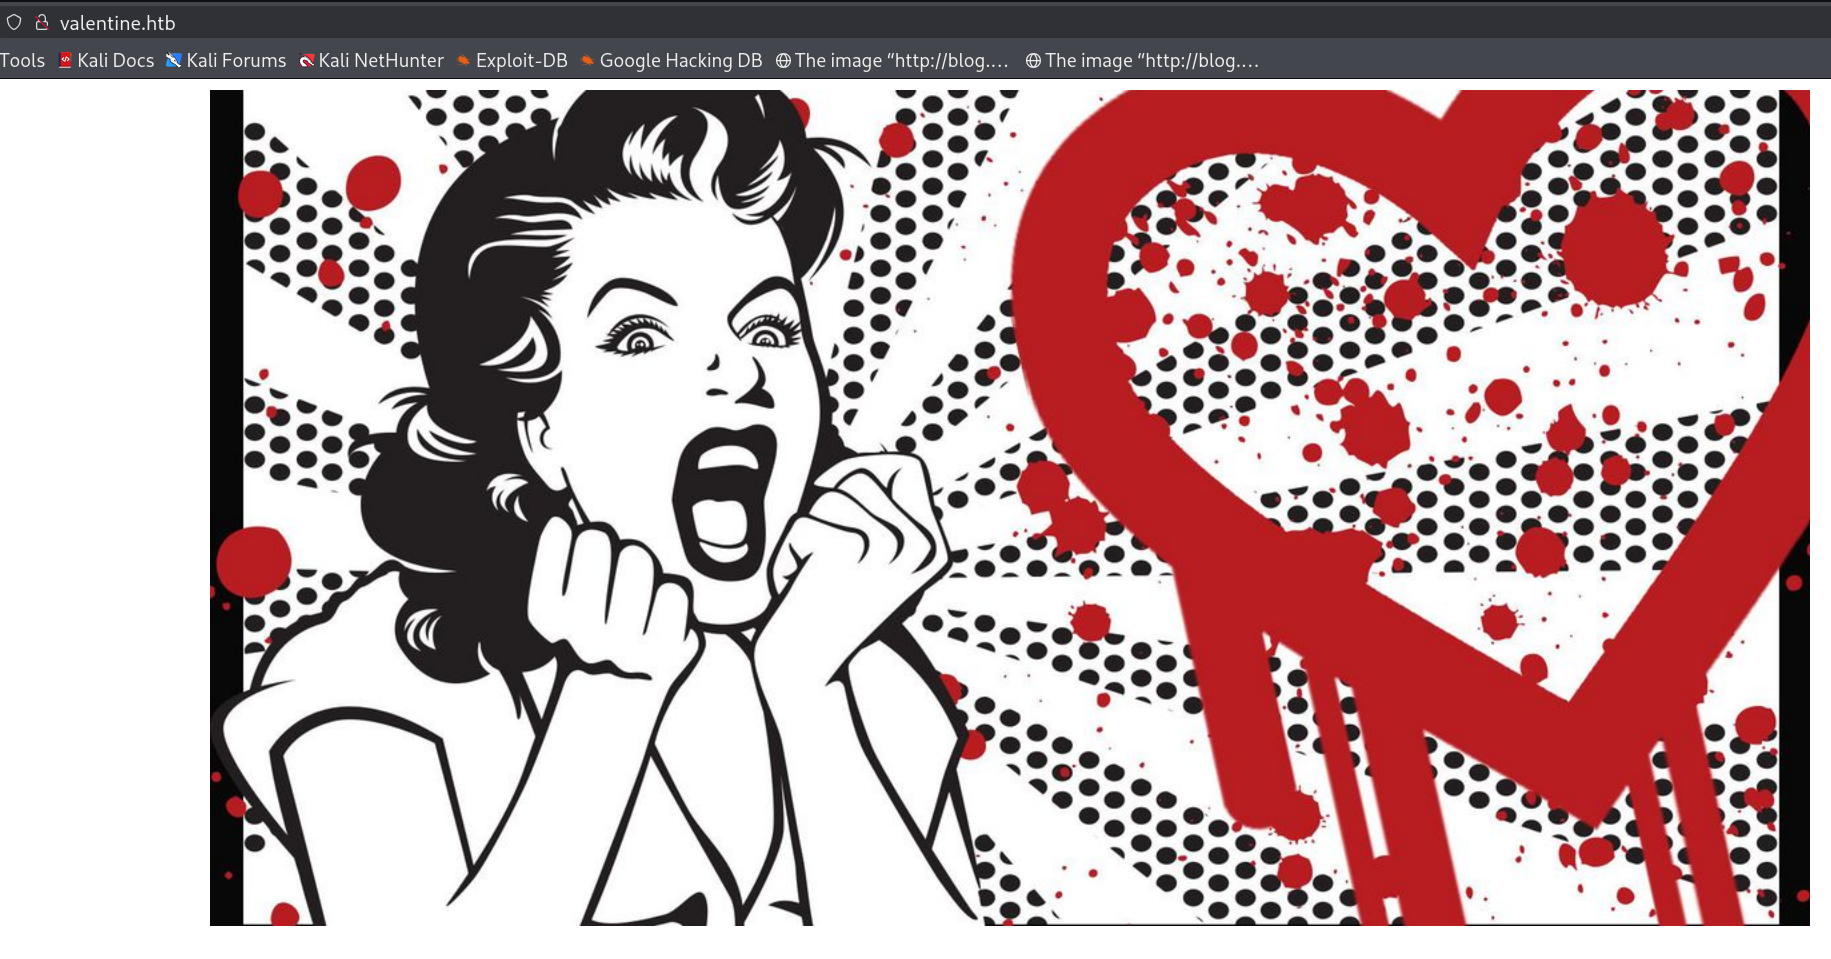 valentine.htb
Tools Kali Docs Kali Forums Kali NetHunter Exploit-DB Google Hacking DB The image “http://blog.… The image “http://blog.…